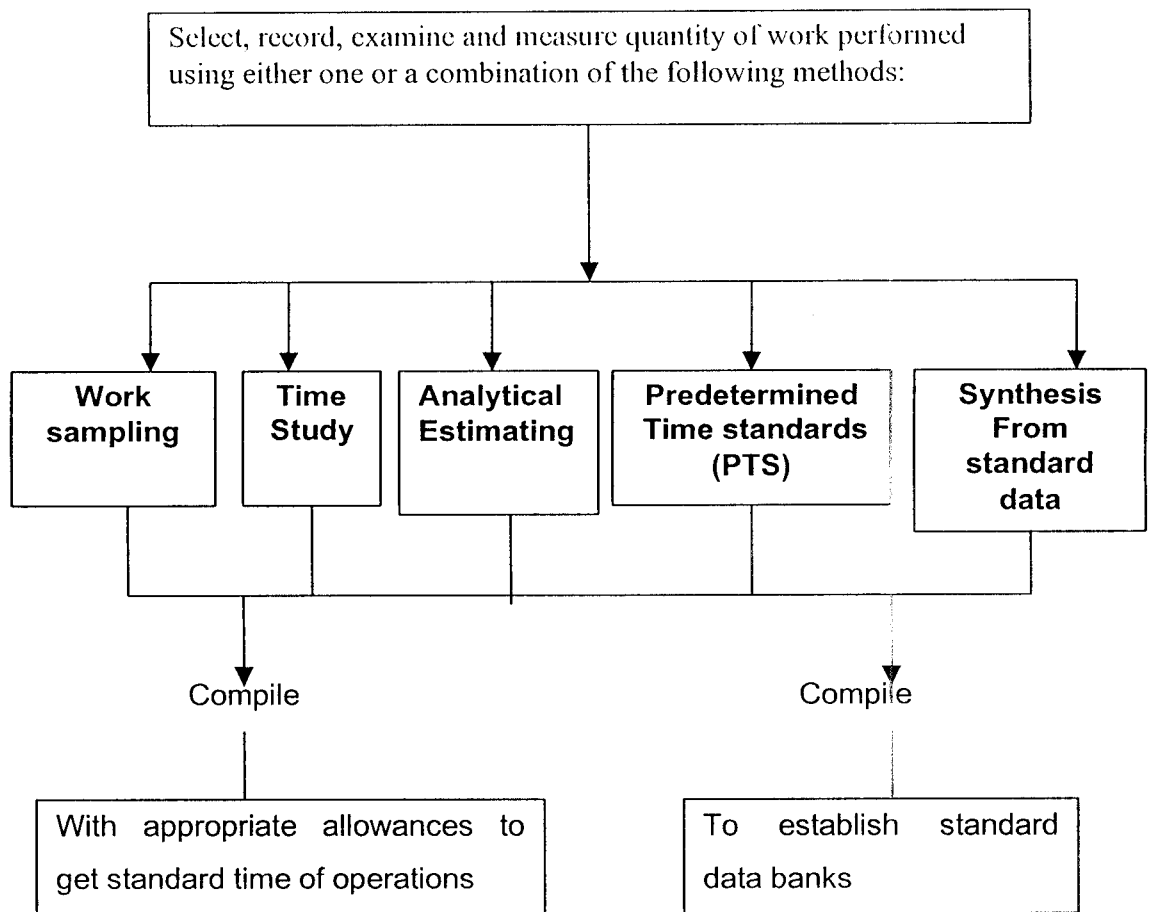 Select, record, examine and measure quantity of work performed
using either one or a combination of the following methods:
Work
sampling
Time
Study
Analytical
Estimating
Predetermined
Time standards
(PTS)
Synthesis
From
standard
data
Compile
Compile
With appropriate allowances to
get standard time of operations
To establish standard
data banks